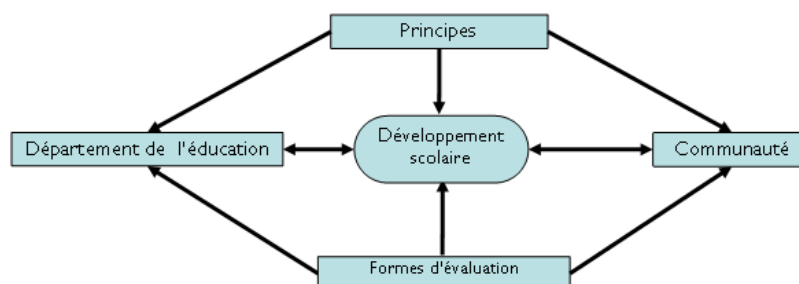 Principes
Département de l'éducation
Développement
scolaire
Communauté
Formes d'évaluation